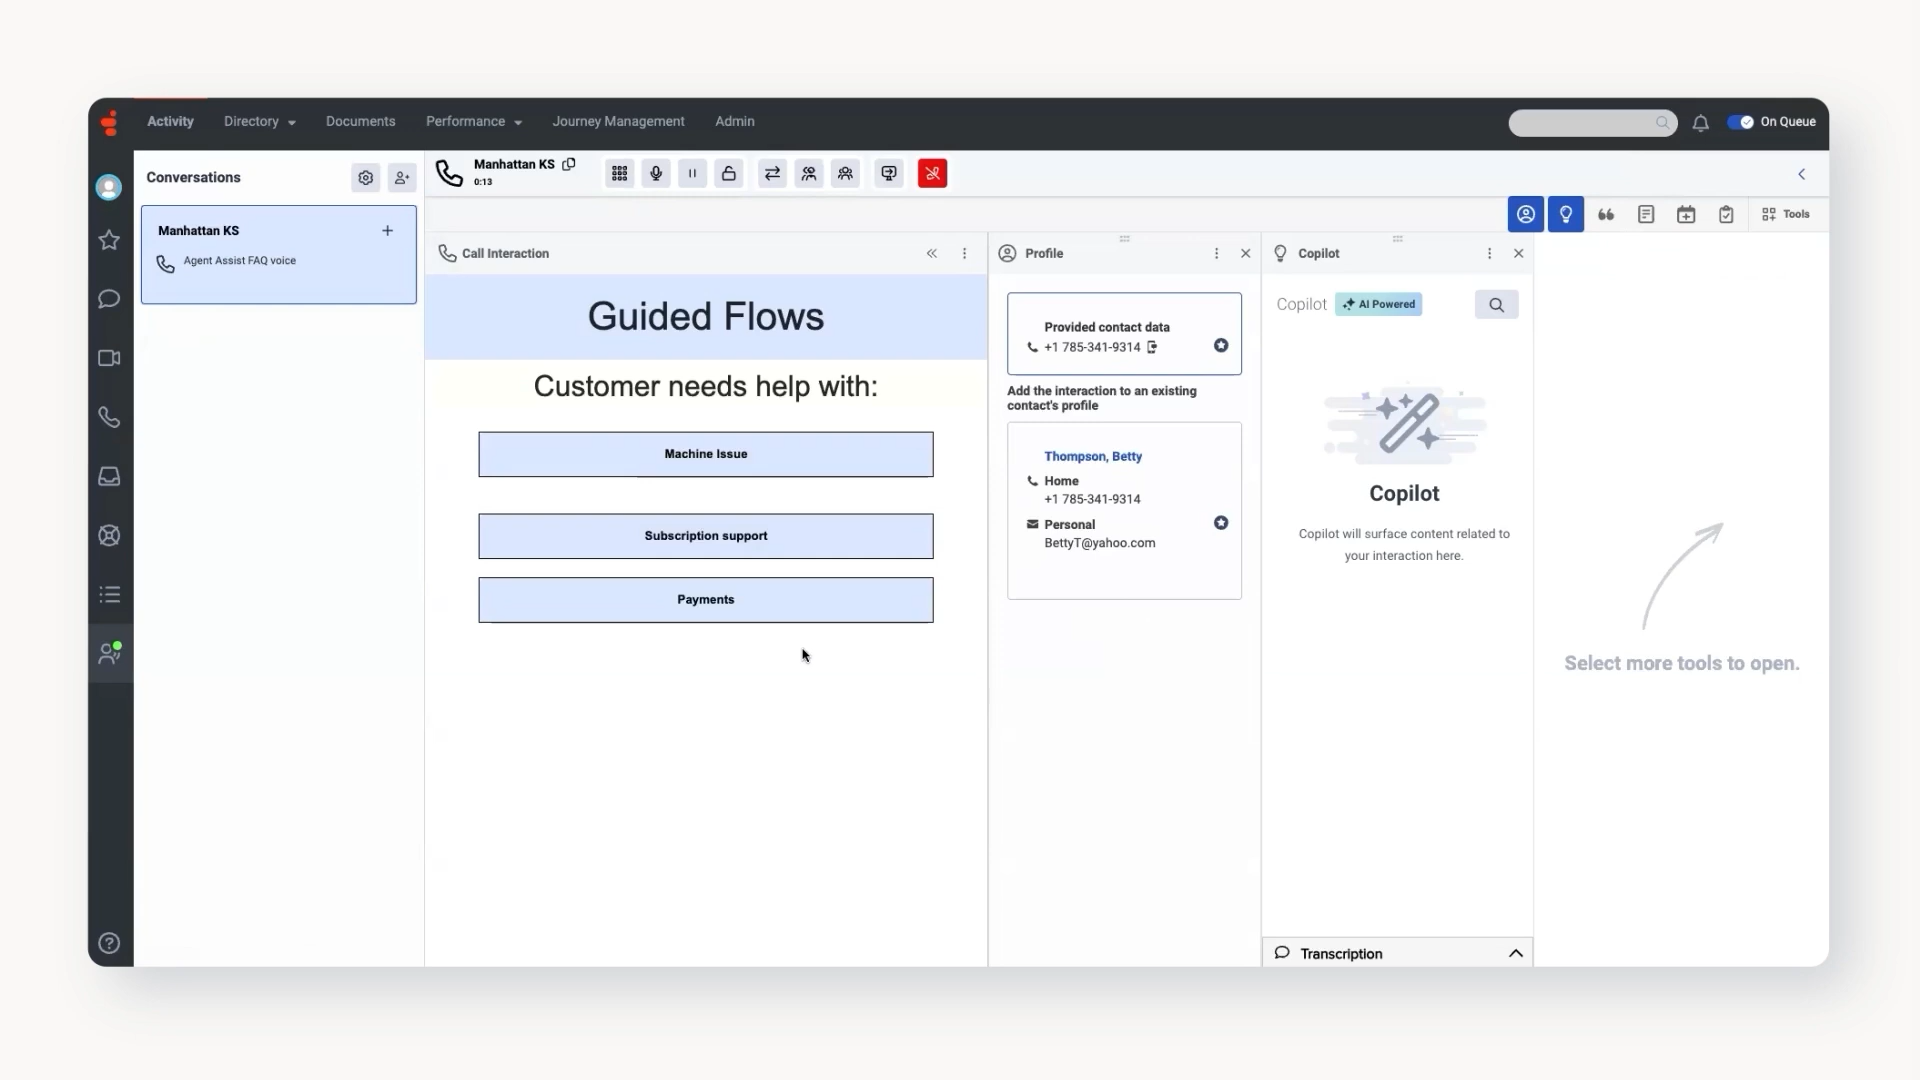 Activity
Directory
Documents
Performance
Journey Management
Admin
On Queue
Conversations
Manhattan KS
Agent Assist FAQ voice
Manhattan KS
0:13
Tools
Call Interaction
Guided Flows
Customer needs help with:
Machine Issue
Subscription support
Payments
Profile
Provided contact data
+1 785-341-9314
Add the interaction to an existing
contact's profile
Thompson, Betty
Home
+1 785-341-9314
Personal
BettyT@yahoo.com
Copilot
Copilot
AI Powered
Copilot
Copilot will surface content related to
your interaction here.
Transcription
Select more tools to open.